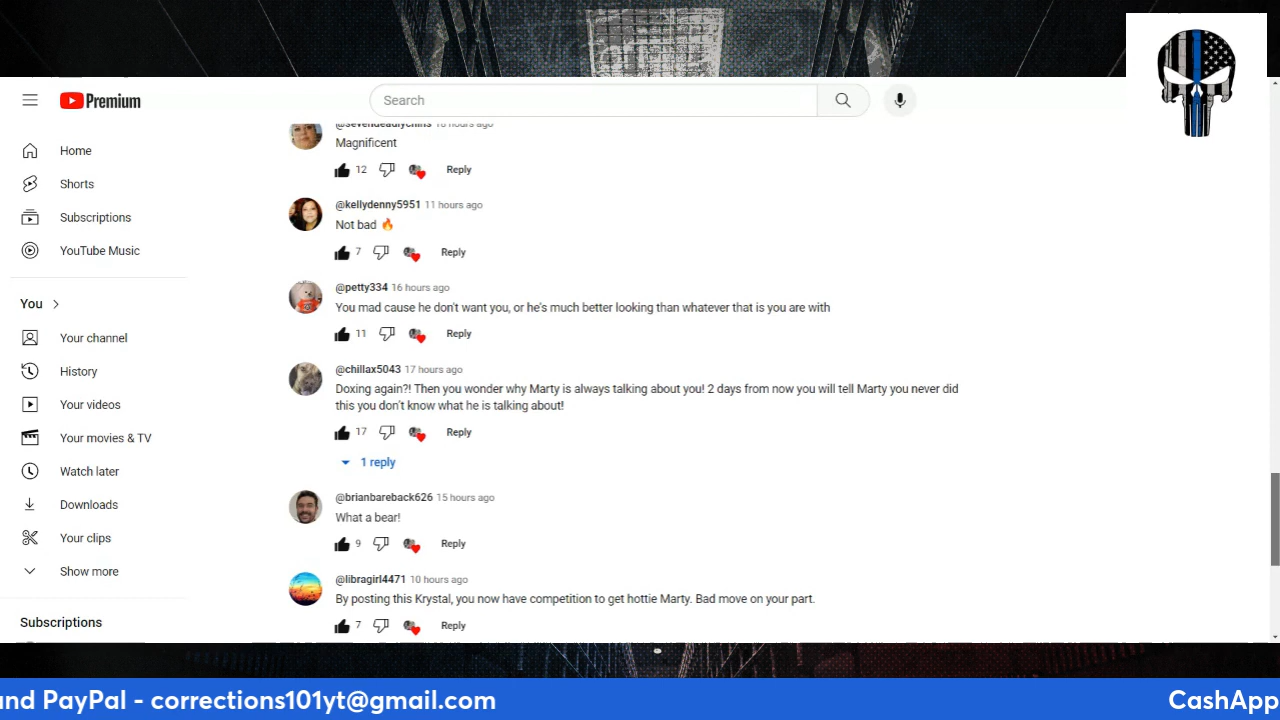 Premium
Search
Home
Shorts
Subscriptions
YouTube Music
You
Your channel
History
Your videos
Your movies & TV
Watch later
Downloads
Your clips
Show more
Subscriptions
@sevendeadlychins 18 hours ago
Magnificent
12 Reply
@kellydenny5951 11 hours ago
Not bad 🔥
7 Reply
@petty334 16 hours ago
You mad cause he don't want you, or he's much better looking than whatever that is you are with
11 Reply
@chillax5043 17 hours ago
Doxing again?! Then you wonder why Marty is always talking about you! 2 days from now you will tell Marty you never did
this you don't know what he is talking about!
17 Reply
1 reply
@brianbareback626 15 hours ago
What a bear!
9 Reply
@libragirl4471 10 hours ago
By posting this Krystal, you now have competition to get hottie Marty. Bad move on your part.
7 Reply
nd PayPal - corrections101yt@gmail.com
CashApp